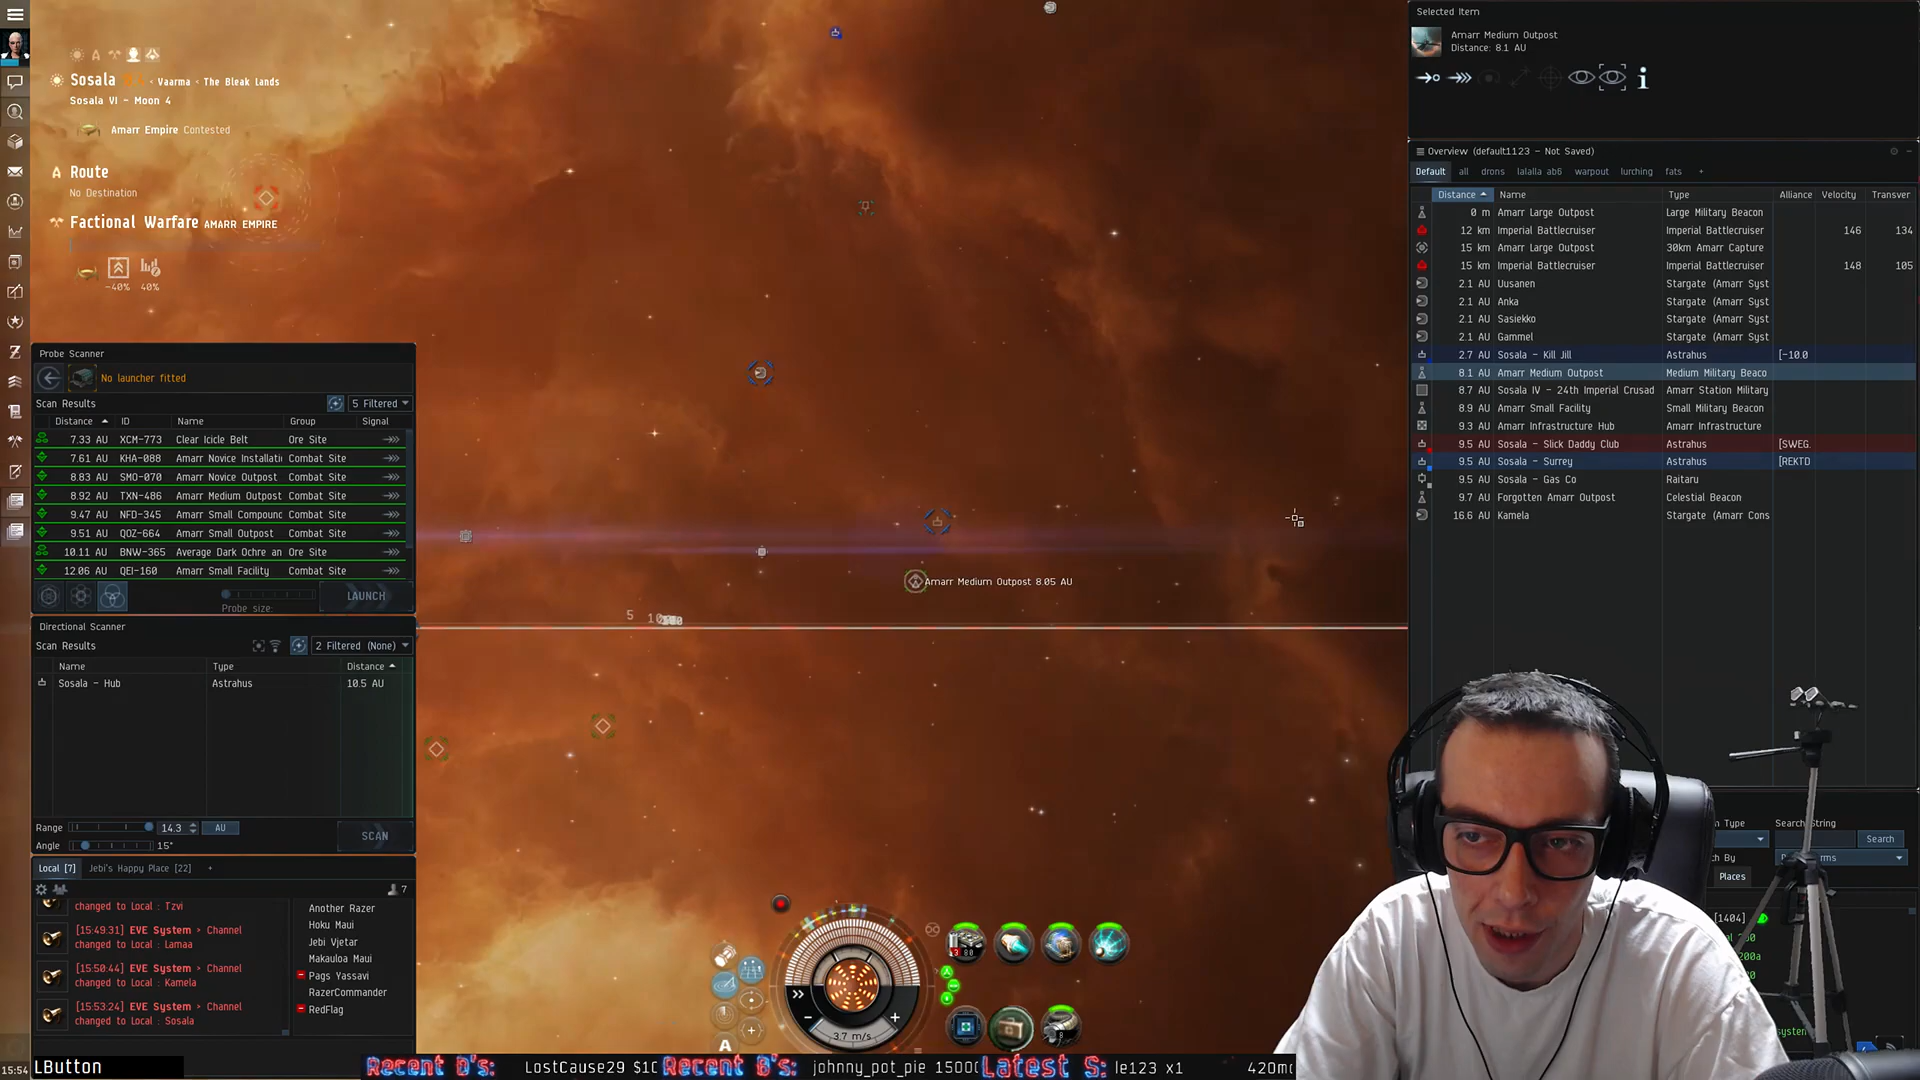 Sosala < Vaarma < The Bleak Lands
Sosala VI - Moon 4
Amarr Empire Contested
Route
No Destination
Factional Warfare AMARR EMPIRE
-40% 40%
Probe Scanner
No launcher fitted
Scan Results 5 Filtered
Distance ID Name Group Signal
7.33 AU XCM-773 Clear Icicle Belt Ore Site
7.61 AU KHA-088 Amarr Novice Installati Combat Site
8.83 AU SMO-070 Amarr Novice Outpost Combat Site
8.92 AU TXN-486 Amarr Medium Outpost Combat Site
9.47 AU NFD-345 Amarr Small Compound Combat Site
9.51 AU QOZ-664 Amarr Small Outpost Combat Site
10.11 AU BNW-365 Average Dark Ochre an Ore Site
12.06 AU QEI-160 Amarr Small Facility Combat Site
Probe size:
LAUNCH
Directional Scanner
Scan Results 2 Filtered (None)
Name Type Distance
Sosala - Hub Astrahus 10.5 AU
Range 14.3 AU
Angle 15°
SCAN
Local [7] Jebi's Happy Place [22] +
7
changed to Local : Tzvi
[15:49:31] EVE System > Channel
changed to Local : Lamaa
[15:50:44] EVE System > Channel
changed to Local : Kamela
[15:53:24] EVE System > Channel
changed to Local : Sosala
Another Razer
Hoku Maui
Jebi Vjetar
Makauloa Maui
Pags Yassavi
RazerCommander
RedFlag
15:54
LButton
Amarr Medium Outpost 8.05 AU
5
3.7 m/s
A
Recent D's: LostCause29 $10 Recent B's: johnny_pot_pie 1500 Latest S: le123 x1 420m
Selected Item
Amarr Medium Outpost
Distance: 8.1 AU
Overview (default1123 - Not Saved)
Default all drons lalalla ab6 warpout lurching fats +
Distance Name Type Alliance Velocity Transver
0 m Amarr Large Outpost Large Military Beacon
12 km Imperial Battlecruiser Imperial Battlecruiser 146 134
15 km Amarr Large Outpost 30km Amarr Capture
15 km Imperial Battlecruiser Imperial Battlecruiser 148 105
2.1 AU Uusanen Stargate (Amarr Syst
2.1 AU Anka Stargate (Amarr Syst
2.1 AU Sasiekko Stargate (Amarr Syst
2.1 AU Gammel Stargate (Amarr Syst
2.7 AU Sosala - Kill Jill Astrahus [-10.0
8.1 AU Amarr Medium Outpost Medium Military Beaco
8.7 AU Sosala IV - 24th Imperial Crusad Amarr Station Military
8.9 AU Amarr Small Facility Small Military Beacon
9.3 AU Amarr Infrastructure Hub Amarr Infrastructure
9.5 AU Sosala - Slick Daddy Club Astrahus [SWEG.
9.5 AU Sosala - Surrey Astrahus [REKTD
9.5 AU Sosala - Gas Co Raitaru
9.7 AU Forgotten Amarr Outpost Celestial Beacon
16.6 AU Kamela Stargate (Amarr Cons
Type Search String
Search
By
Places
[1404]
system